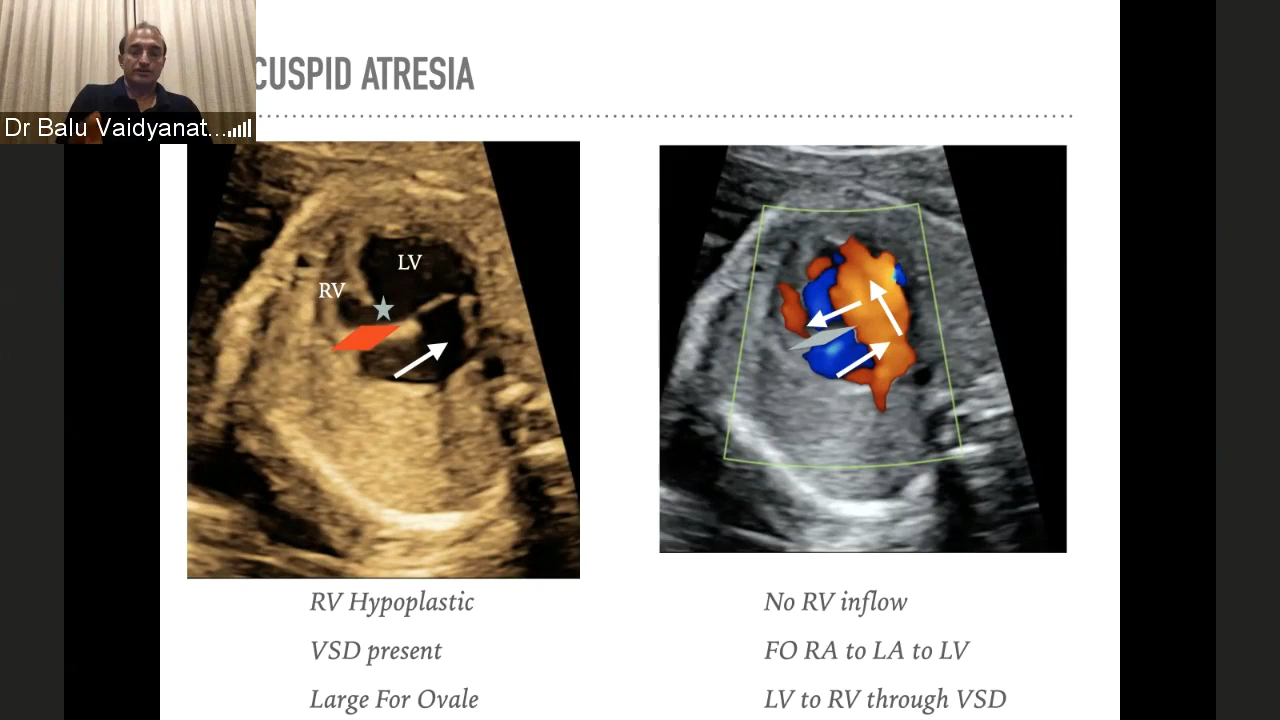 CUSPID ATRESIA
Dr Balu Vaidyanat...
LV
RV
RV Hypoplastic
VSD present
Large For Ovale
No RV inflow
FO RA to LA to LV
LV to RV through VSD